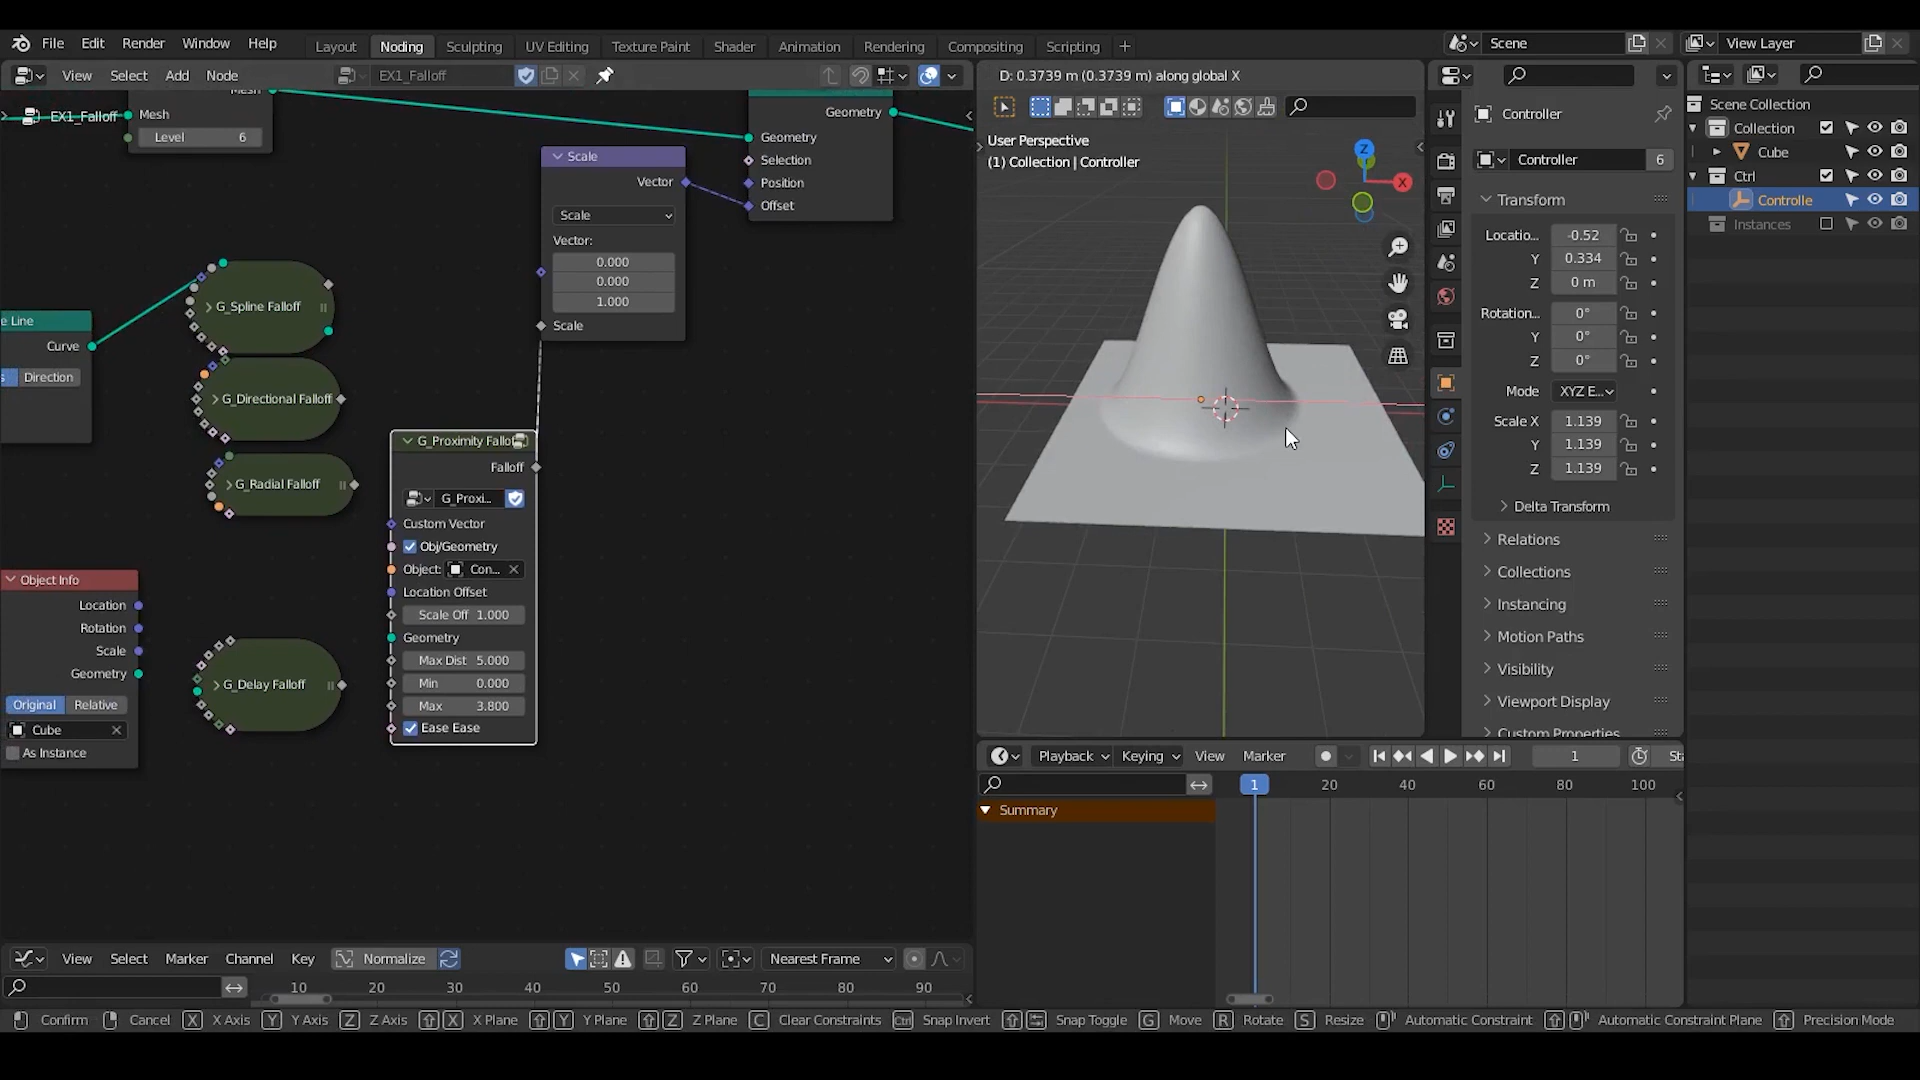 File Edit Render Window Help
Layout Noding Sculpting UV Editing Texture Paint Shader Animation Rendering Compositing Scripting +
Scene
View Layer
View Select Add Node
EX1_Falloff
D: 0.3739 m (0.3739 m) along global X
EX1_Falloff
Mesh
Mesh
Level 6
Geometry
Geometry
Selection
Position
Offset
Scale
Vector
Scale
Vector:
0.000
0.000
1.000
Scale
G_Spline Falloff
e Line
Curve
Direction
G_Directional Falloff
G_Radial Falloff
G_Proximity Fallof
Falloff
G_Proxi...
Custom Vector
Obj/Geometry
Object: Con...
Location Offset
Scale Off 1.000
Geometry
Max Dist 5.000
Min 0.000
Max 3.800
Ease Ease
Object Info
Location
Rotation
Scale
Geometry
Original Relative
Cube
As Instance
G_Delay Falloff
User Perspective
(1) Collection | Controller
Z
X
Controller
Controller 6
Transform
Locatio... -0.52
Y 0.334
Z 0 m
Rotation... 0°
Y 0°
Z 0°
Mode XYZ E...
Scale X 1.139
Y 1.139
Z 1.139
Delta Transform
Relations
Collections
Instancing
Motion Paths
Visibility
Viewport Display
Custom Properties
Scene Collection
Collection
Cube
Ctrl
Controlle
Instances
Playback Keying View Marker 1 Sta
1 20 40 60 80 100
Summary
View Select Marker Channel Key Normalize Nearest Frame
10 20 30 40 50 60 70 80 90
Confirm Cancel X X Axis Y Y Axis Z Z Axis X X Plane Y Y Plane Z Z Plane C Clear Constraints Ctrl Snap Invert Snap Toggle G Move R Rotate S Resize Automatic Constraint Automatic Constraint Plane Precision Mode